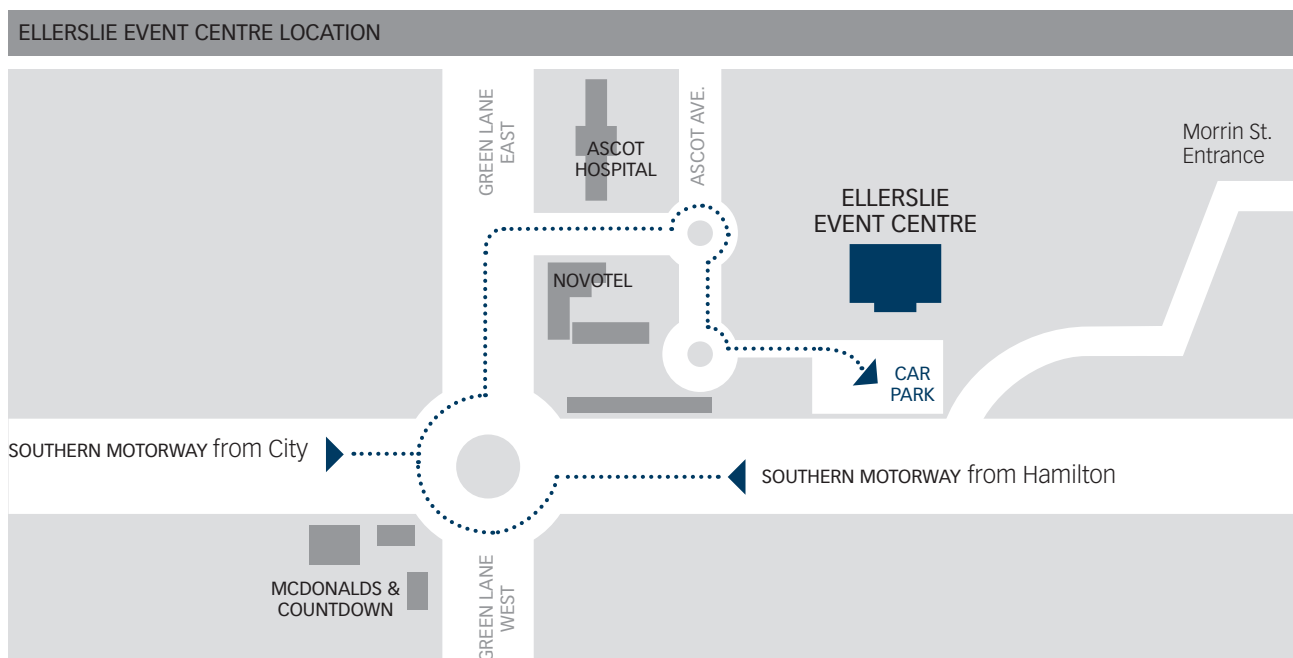 ELLERSLIE EVENT CENTRE LOCATION
GREEN LANE
EAST
ASCOT
HOSPITAL
ASCOT AVE.
Morrin St.
Entrance
ELLERSLIE
EVENT CENTRE
NOVOTEL
CAR
PARK
SOUTHERN MOTORWAY from City
SOUTHERN MOTORWAY from Hamilton
MCDONALDS &
COUNTDOWN
GREEN LANE
WEST